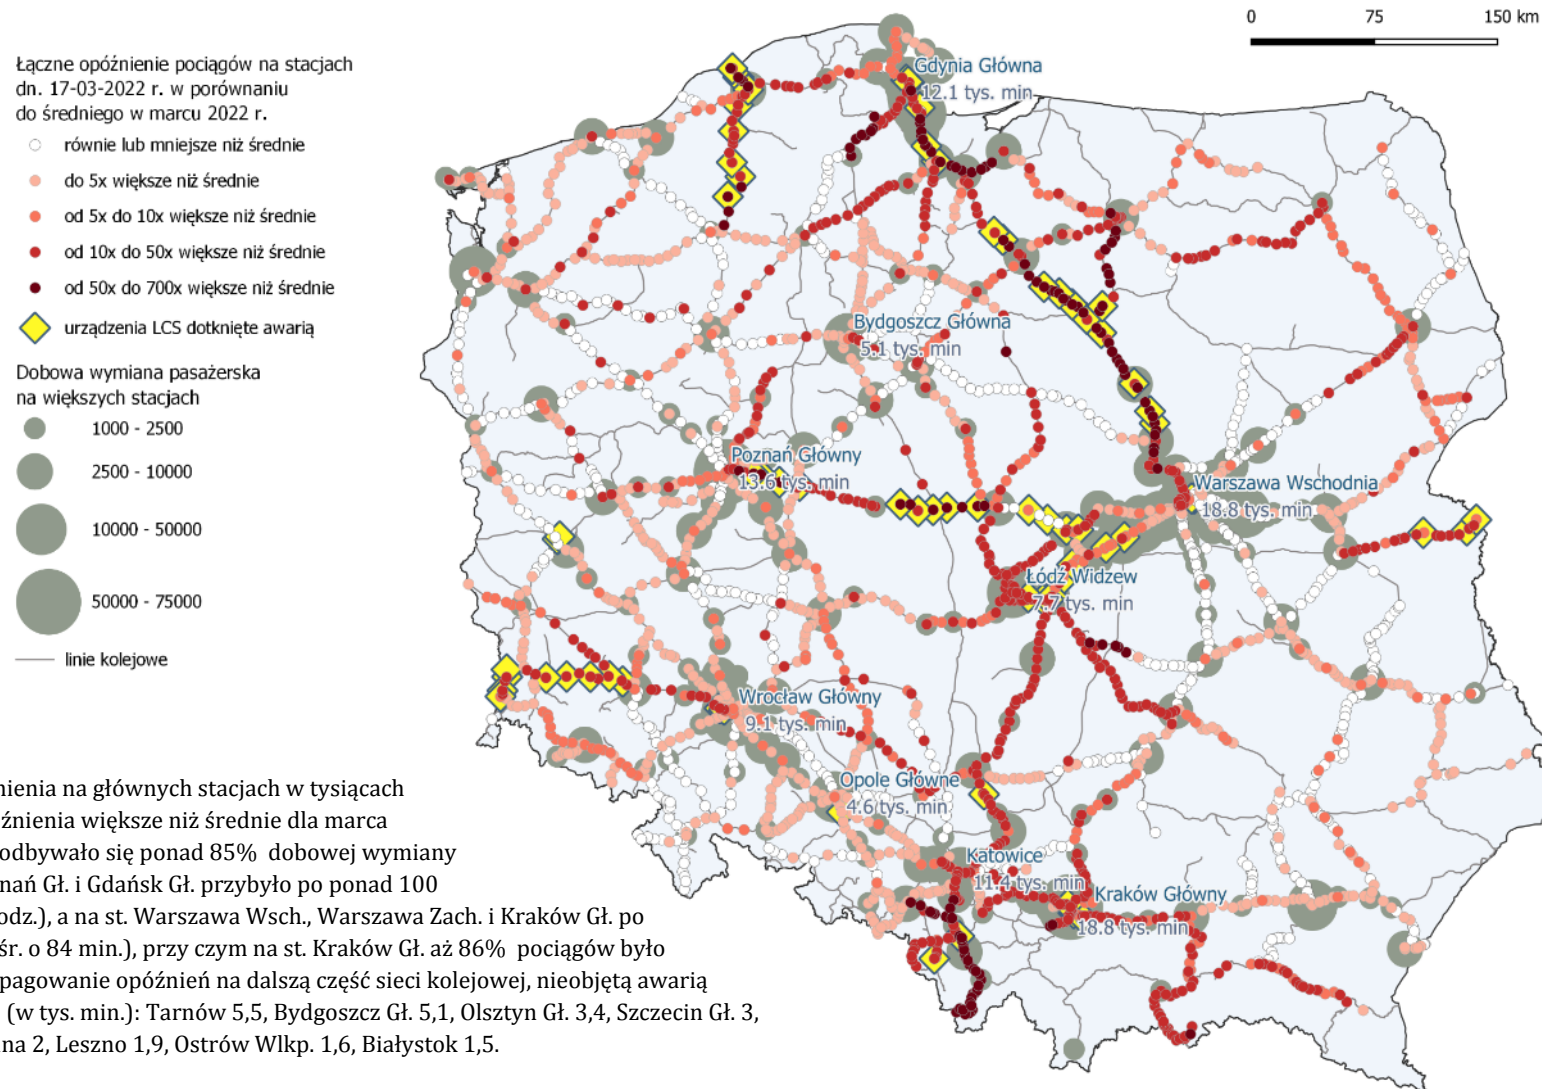 0 75 150 km
Łączne opóźnienie pociągów na stacjach
dn. 17-03-2022 r. w porównaniu
do średniego w marcu 2022 r.
równie lub mniejsze niż średnie
do 5x większe niż średnie
od 5x do 10x większe niż średnie
od 10x do 50x większe niż średnie
od 50x do 700x większe niż średnie
urządzenia LCS dotknięte awarią
Dobowa wymiana pasażerska
na większych stacjach
1000 - 2500
2500 - 10000
10000 - 50000
50000 - 75000
linie kolejowe
Gdynia Główna
12.1 tys. min
Bydgoszcz Główna
5.1 tys. min
Poznań Główny
13.6 tys. min
Warszawa Wschodnia
18.8 tys. min
Łódź Widzew
7.7 tys. min
Wrocław Główny
9.1 tys. min
Opole Główne
4.6 tys. min
Katowice
11.4 tys. min
Kraków Główny
18.8 tys. min
nienia na głównych stacjach w tysiącach
źnienia większe niż średnie dla marca
odbywało się ponad 85% dobowej wymiany
nań Gł. i Gdańsk Gł. przybyło po ponad 100
odz.), a na st. Warszawa Wsch., Warszawa Zach. i Kraków Gł. po
śr. o 84 min.), przy czym na st. Kraków Gł. aż 86% pociągów było
pagowanie opóźnień na dalszą część sieci kolejowej, nieobjętą awarią
(w tys. min.): Tarnów 5,5, Bydgoszcz Gł. 5,1, Olsztyn Gł. 3,4, Szczecin Gł. 3,
na 2, Leszno 1,9, Ostrów Wlkp. 1,6, Białystok 1,5.